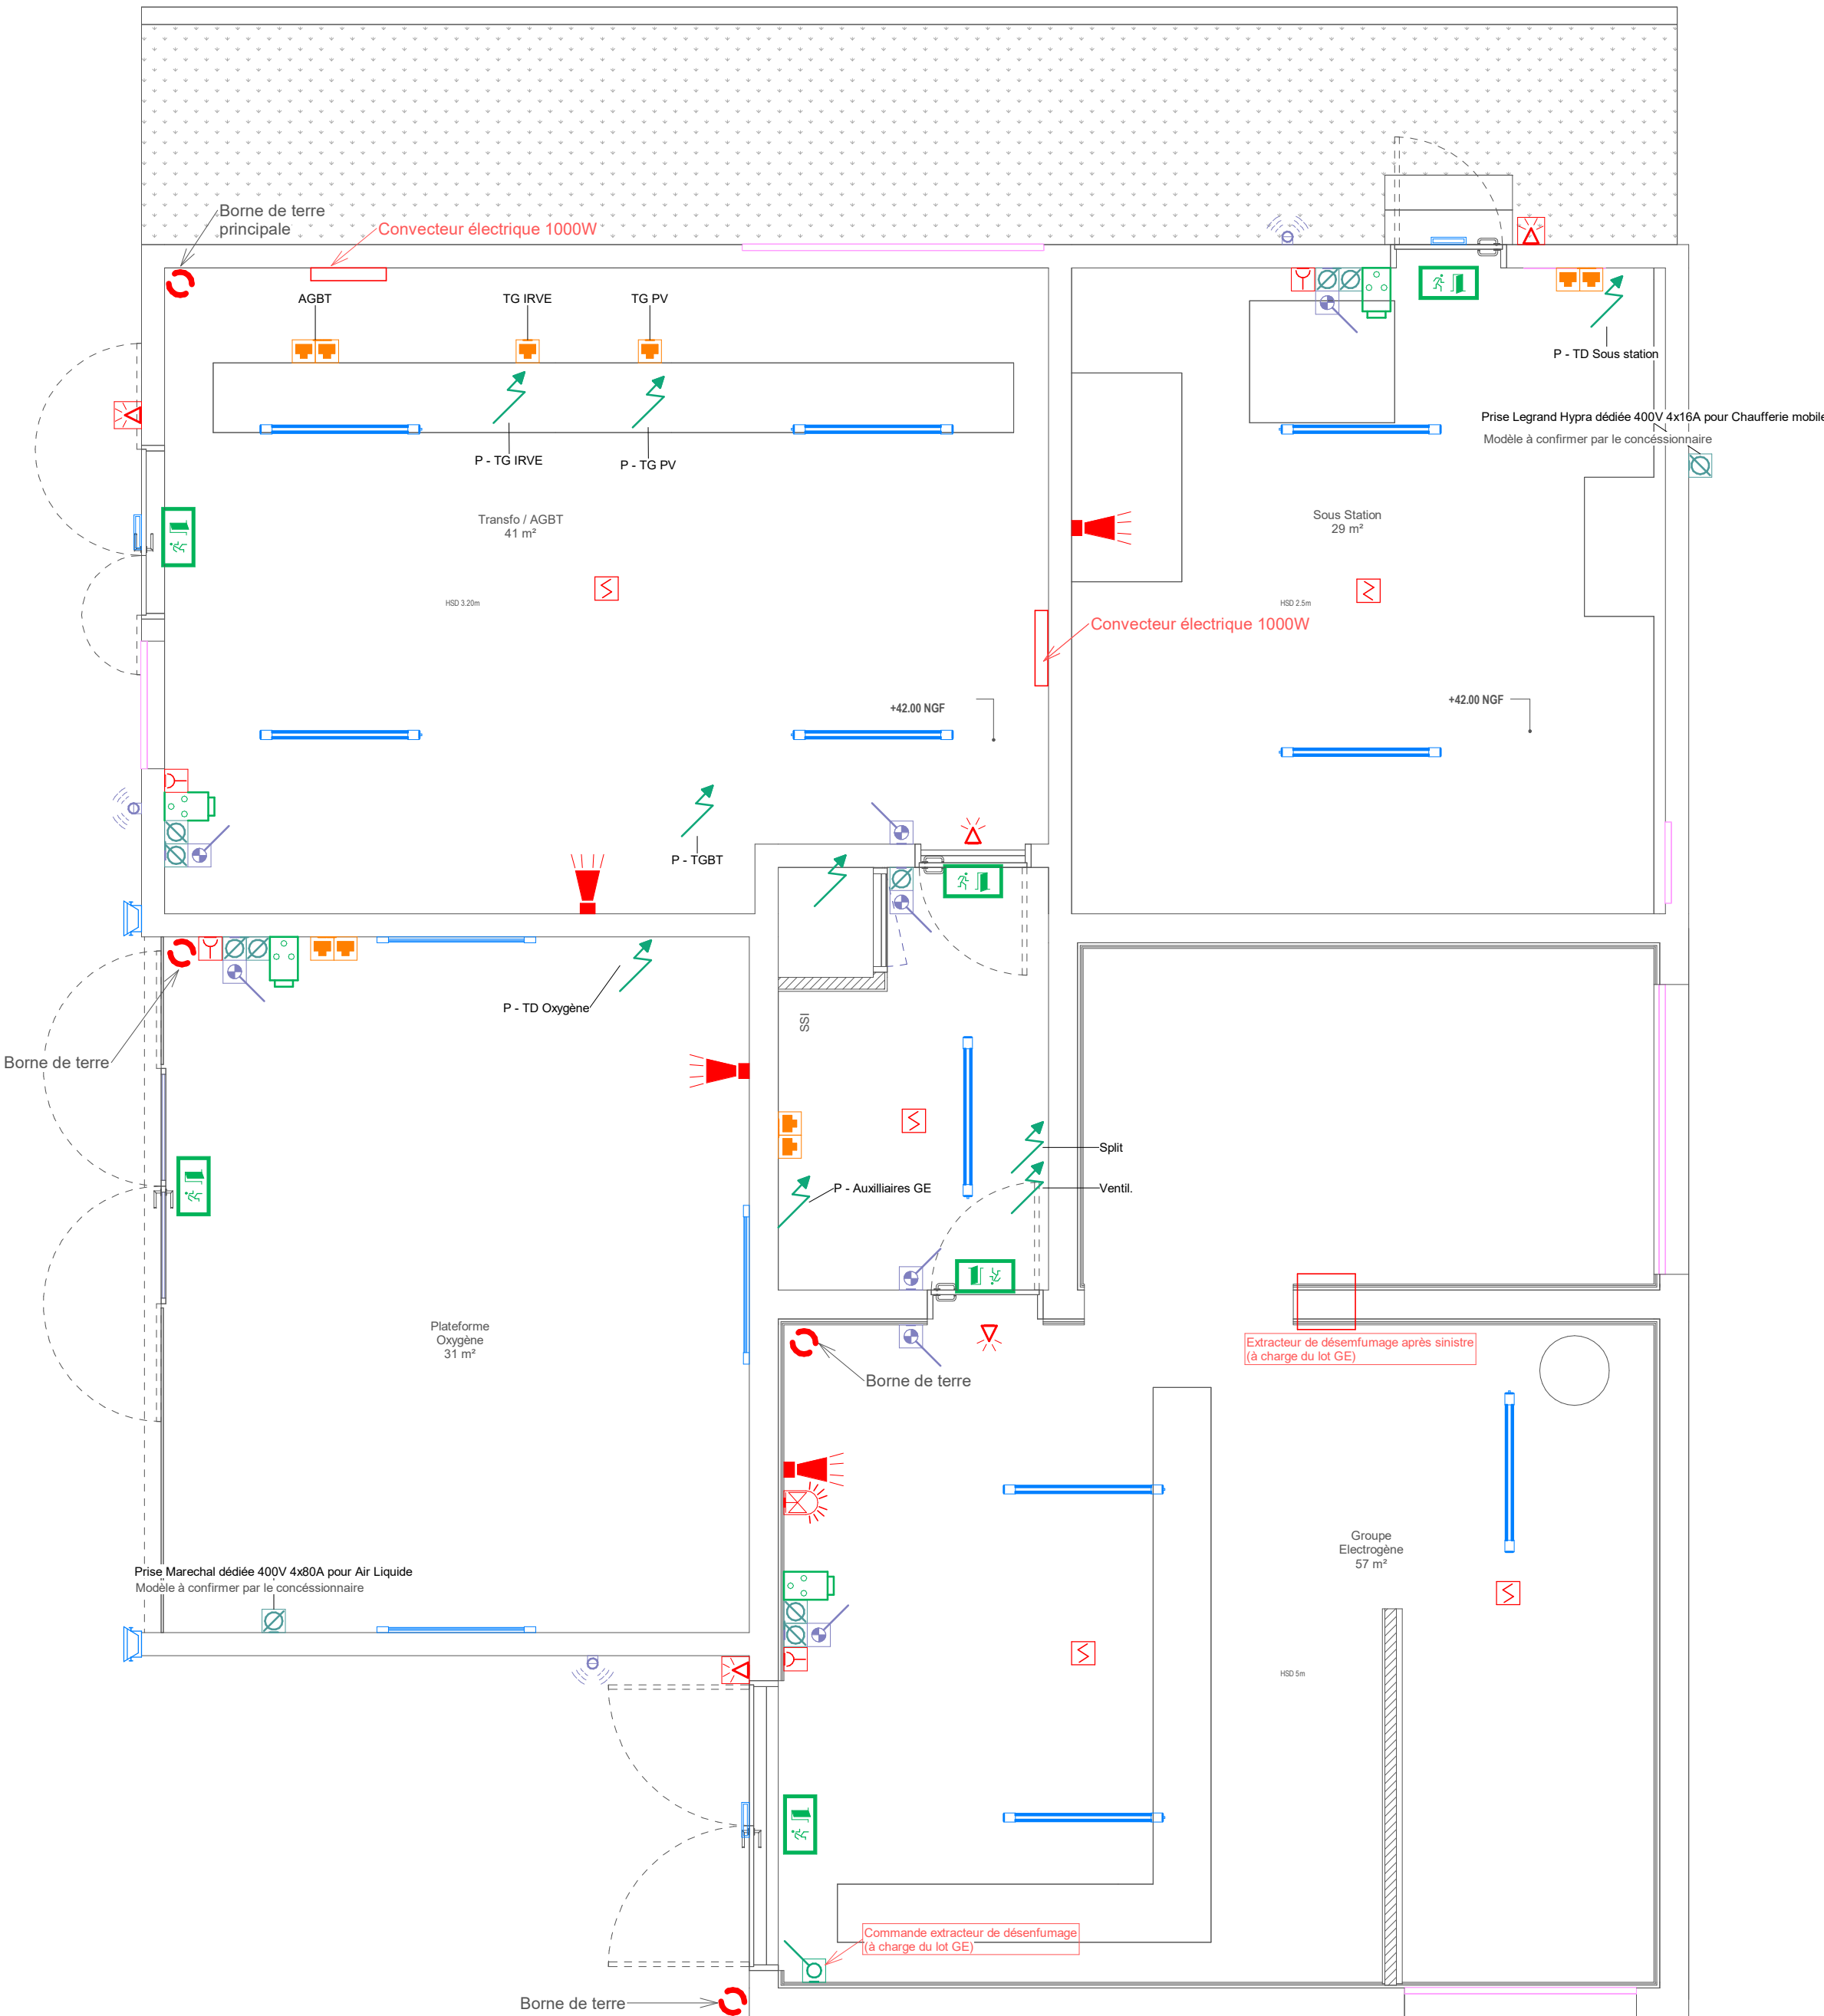 Borne de terre
principale
Convecteur électrique 1000W
AGBT
TG IRVE
TG PV
P - TD Sous station
Prise Legrand Hypra dédiée 400V 4x16A pour Chaufferie mobile
Modèle à confirmer par le concéssionnaire
P - TG IRVE
P - TG PV
Transfo / AGBT
41 m²
Sous Station
29 m²
HSD 3.20m
HSD 2.5m
Convecteur électrique 1000W
+42.00 NGF
+42.00 NGF
P - TGBT
P - TD Oxygène
SSI
Borne de terre
Split
P - Auxilliaires GE
Ventil.
Plateforme
Oxygène
31 m²
Extracteur de désemfumage après sinistre
(à charge du lot GE)
Borne de terre
Groupe
Electrogène
57 m²
Prise Marechal dédiée 400V 4x80A pour Air Liquide
Modèle à confirmer par le concéssionnaire
HSD 5m
Commande extracteur de désenfumage
(à charge du lot GE)
Borne de terre